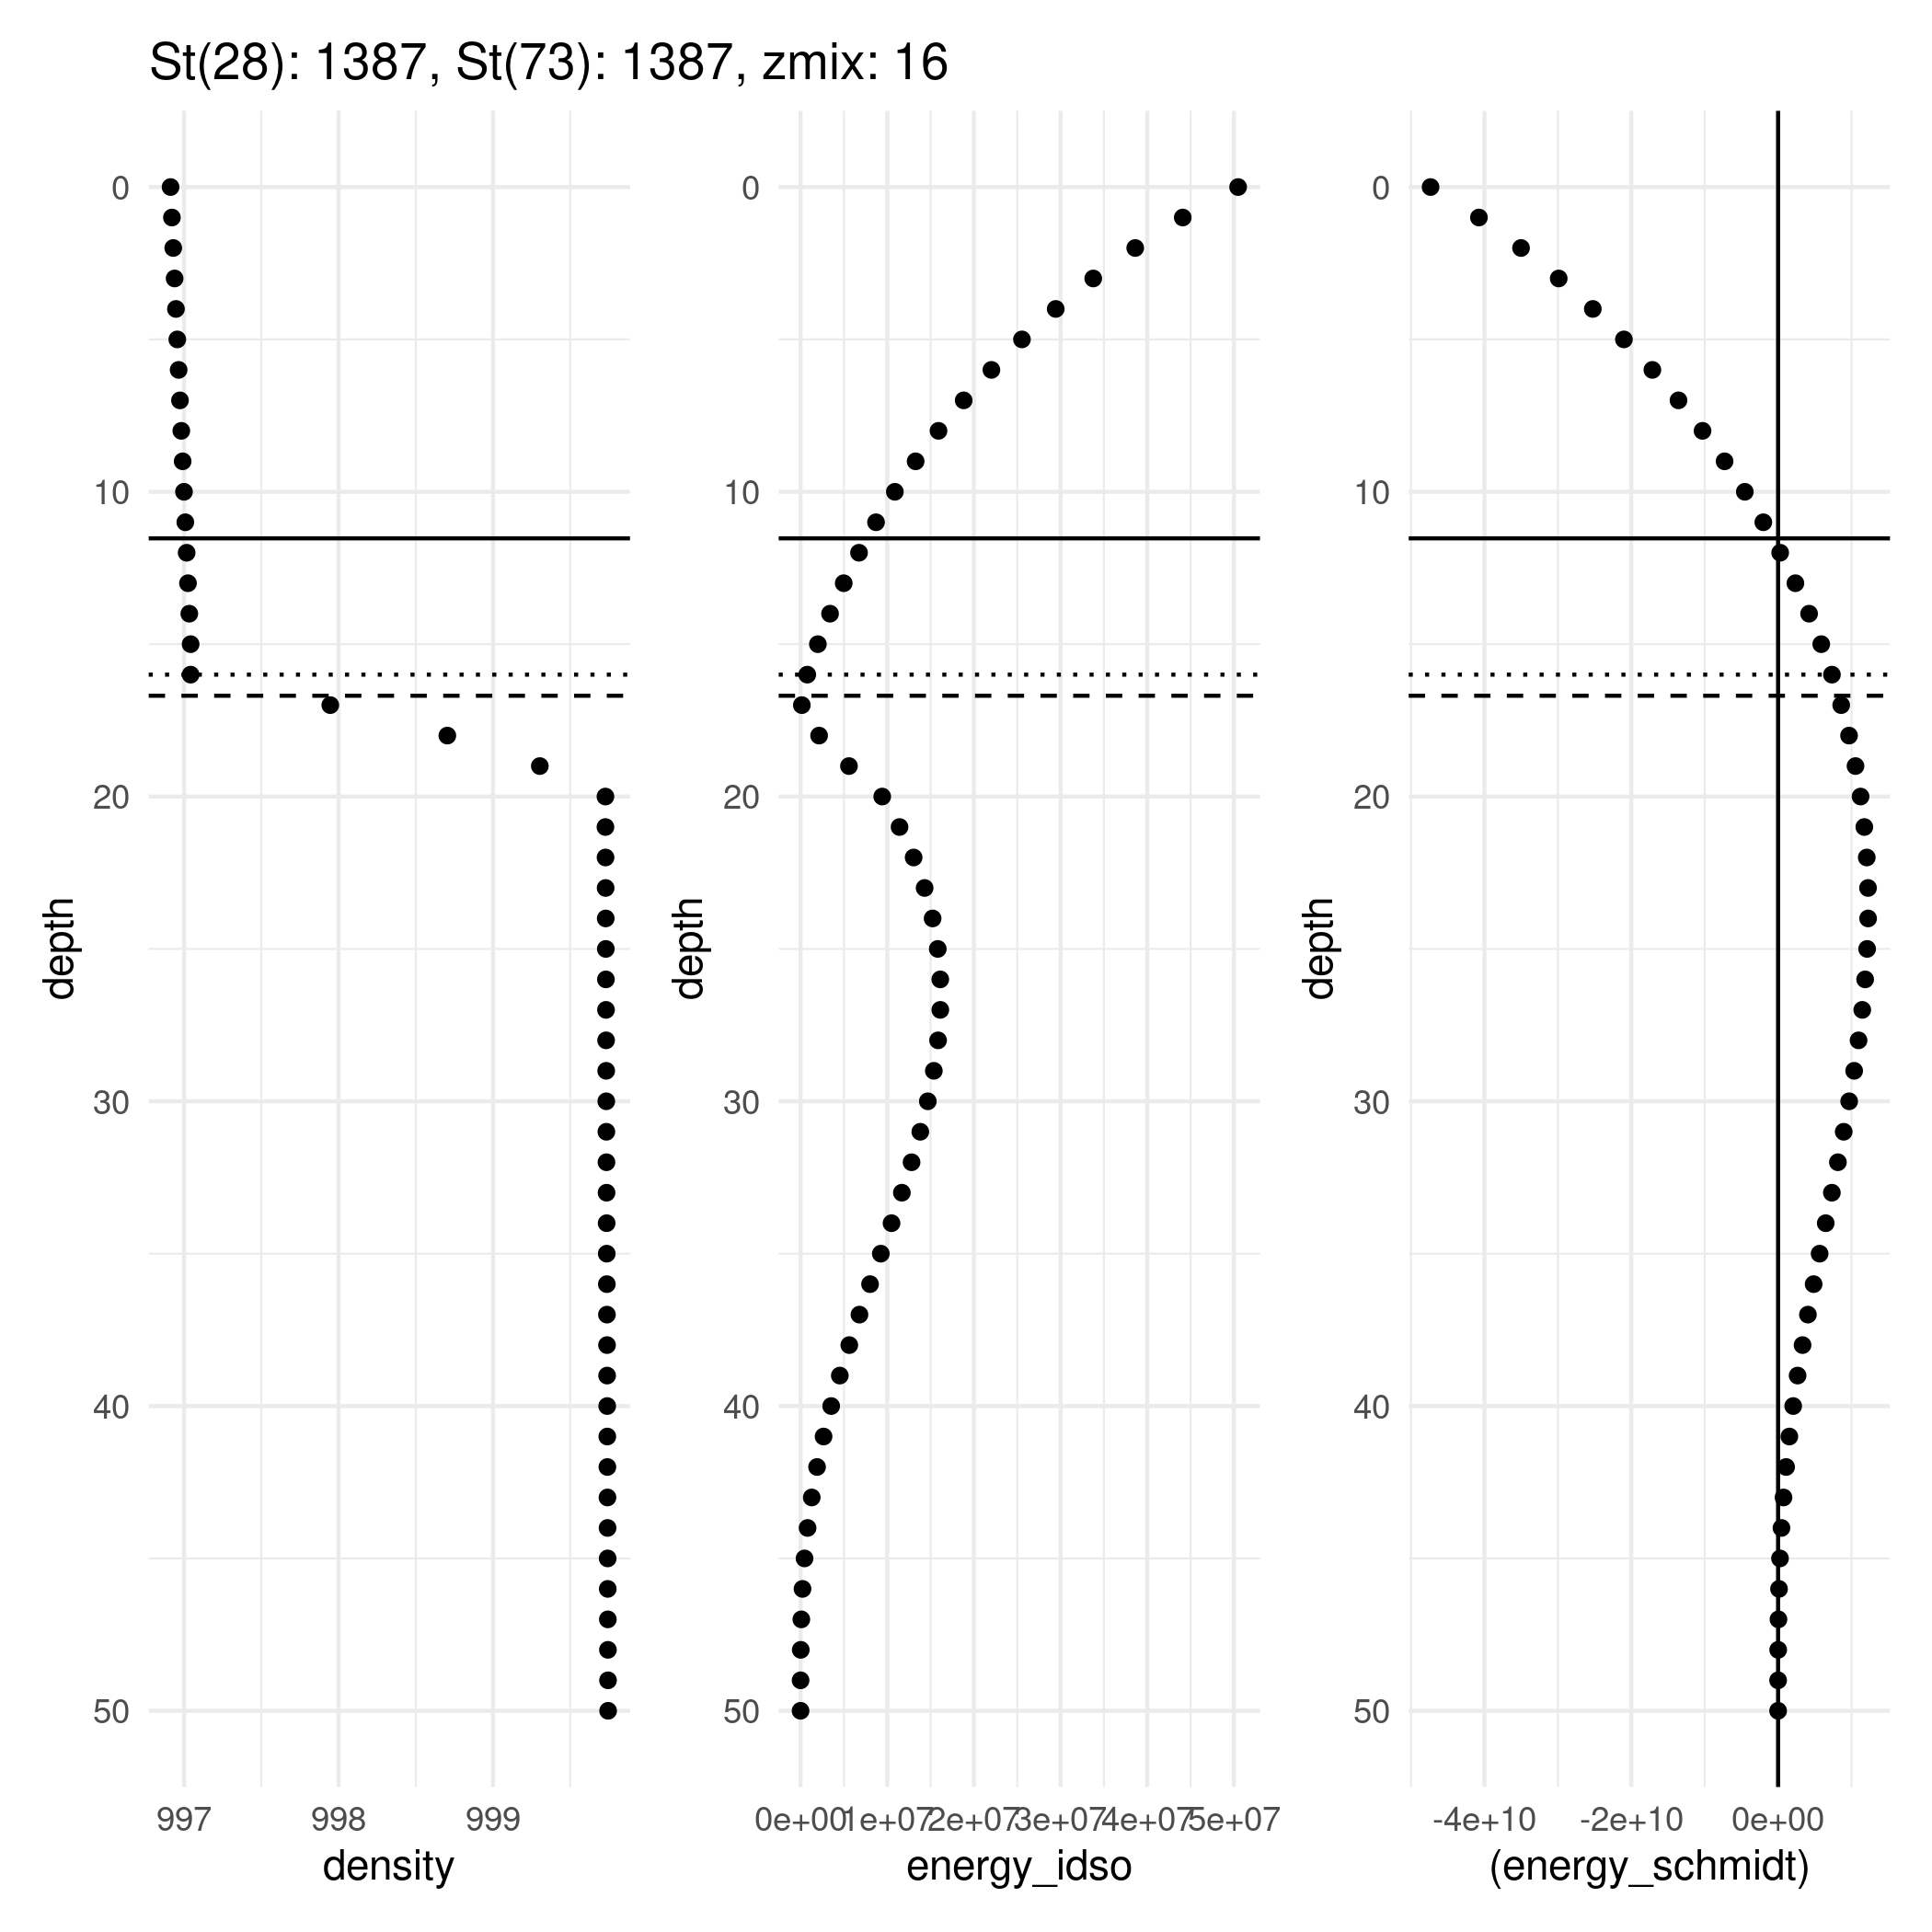 St(28): 1387, St(73): 1387, zmix: 16
0
10
20
30
40
50
depth
997 998 999
density
0
10
20
30
40
50
depth
0e+00 1e+07 2e+07 3e+07 4e+07 5e+07
energy_idso
0
10
20
30
40
50
depth
-4e+10 -2e+10 0e+00
(energy_schmidt)